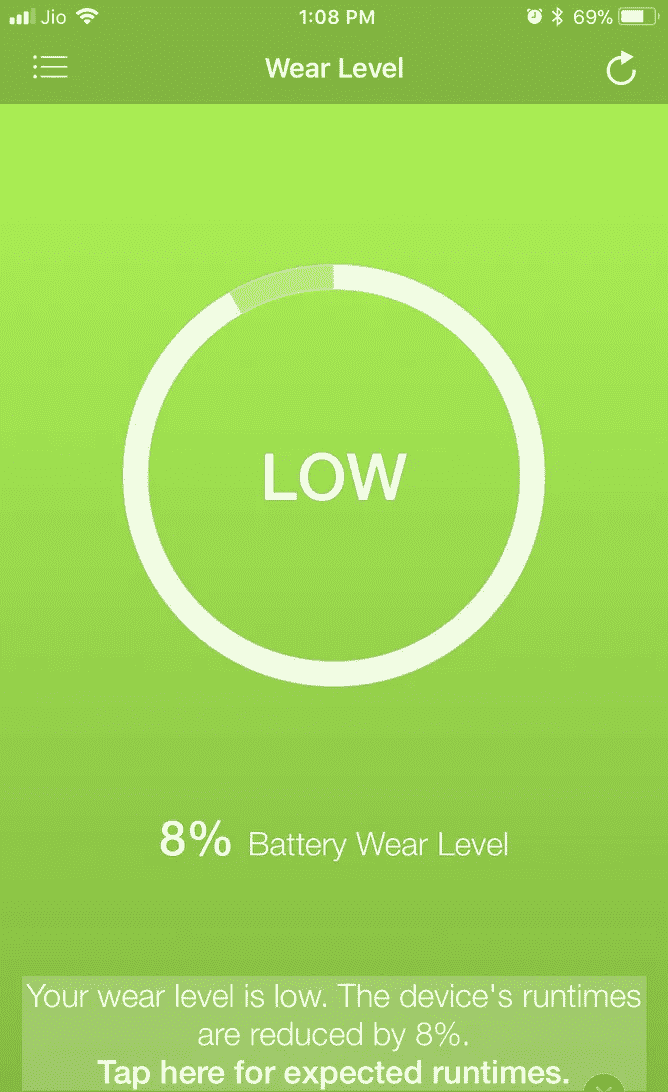 Jio 1:08 PM 69%
Wear Level
LOW
8% Battery Wear Level
Your wear level is low. The device's runtimes
are reduced by 8%.
Tap here for expected runtimes.